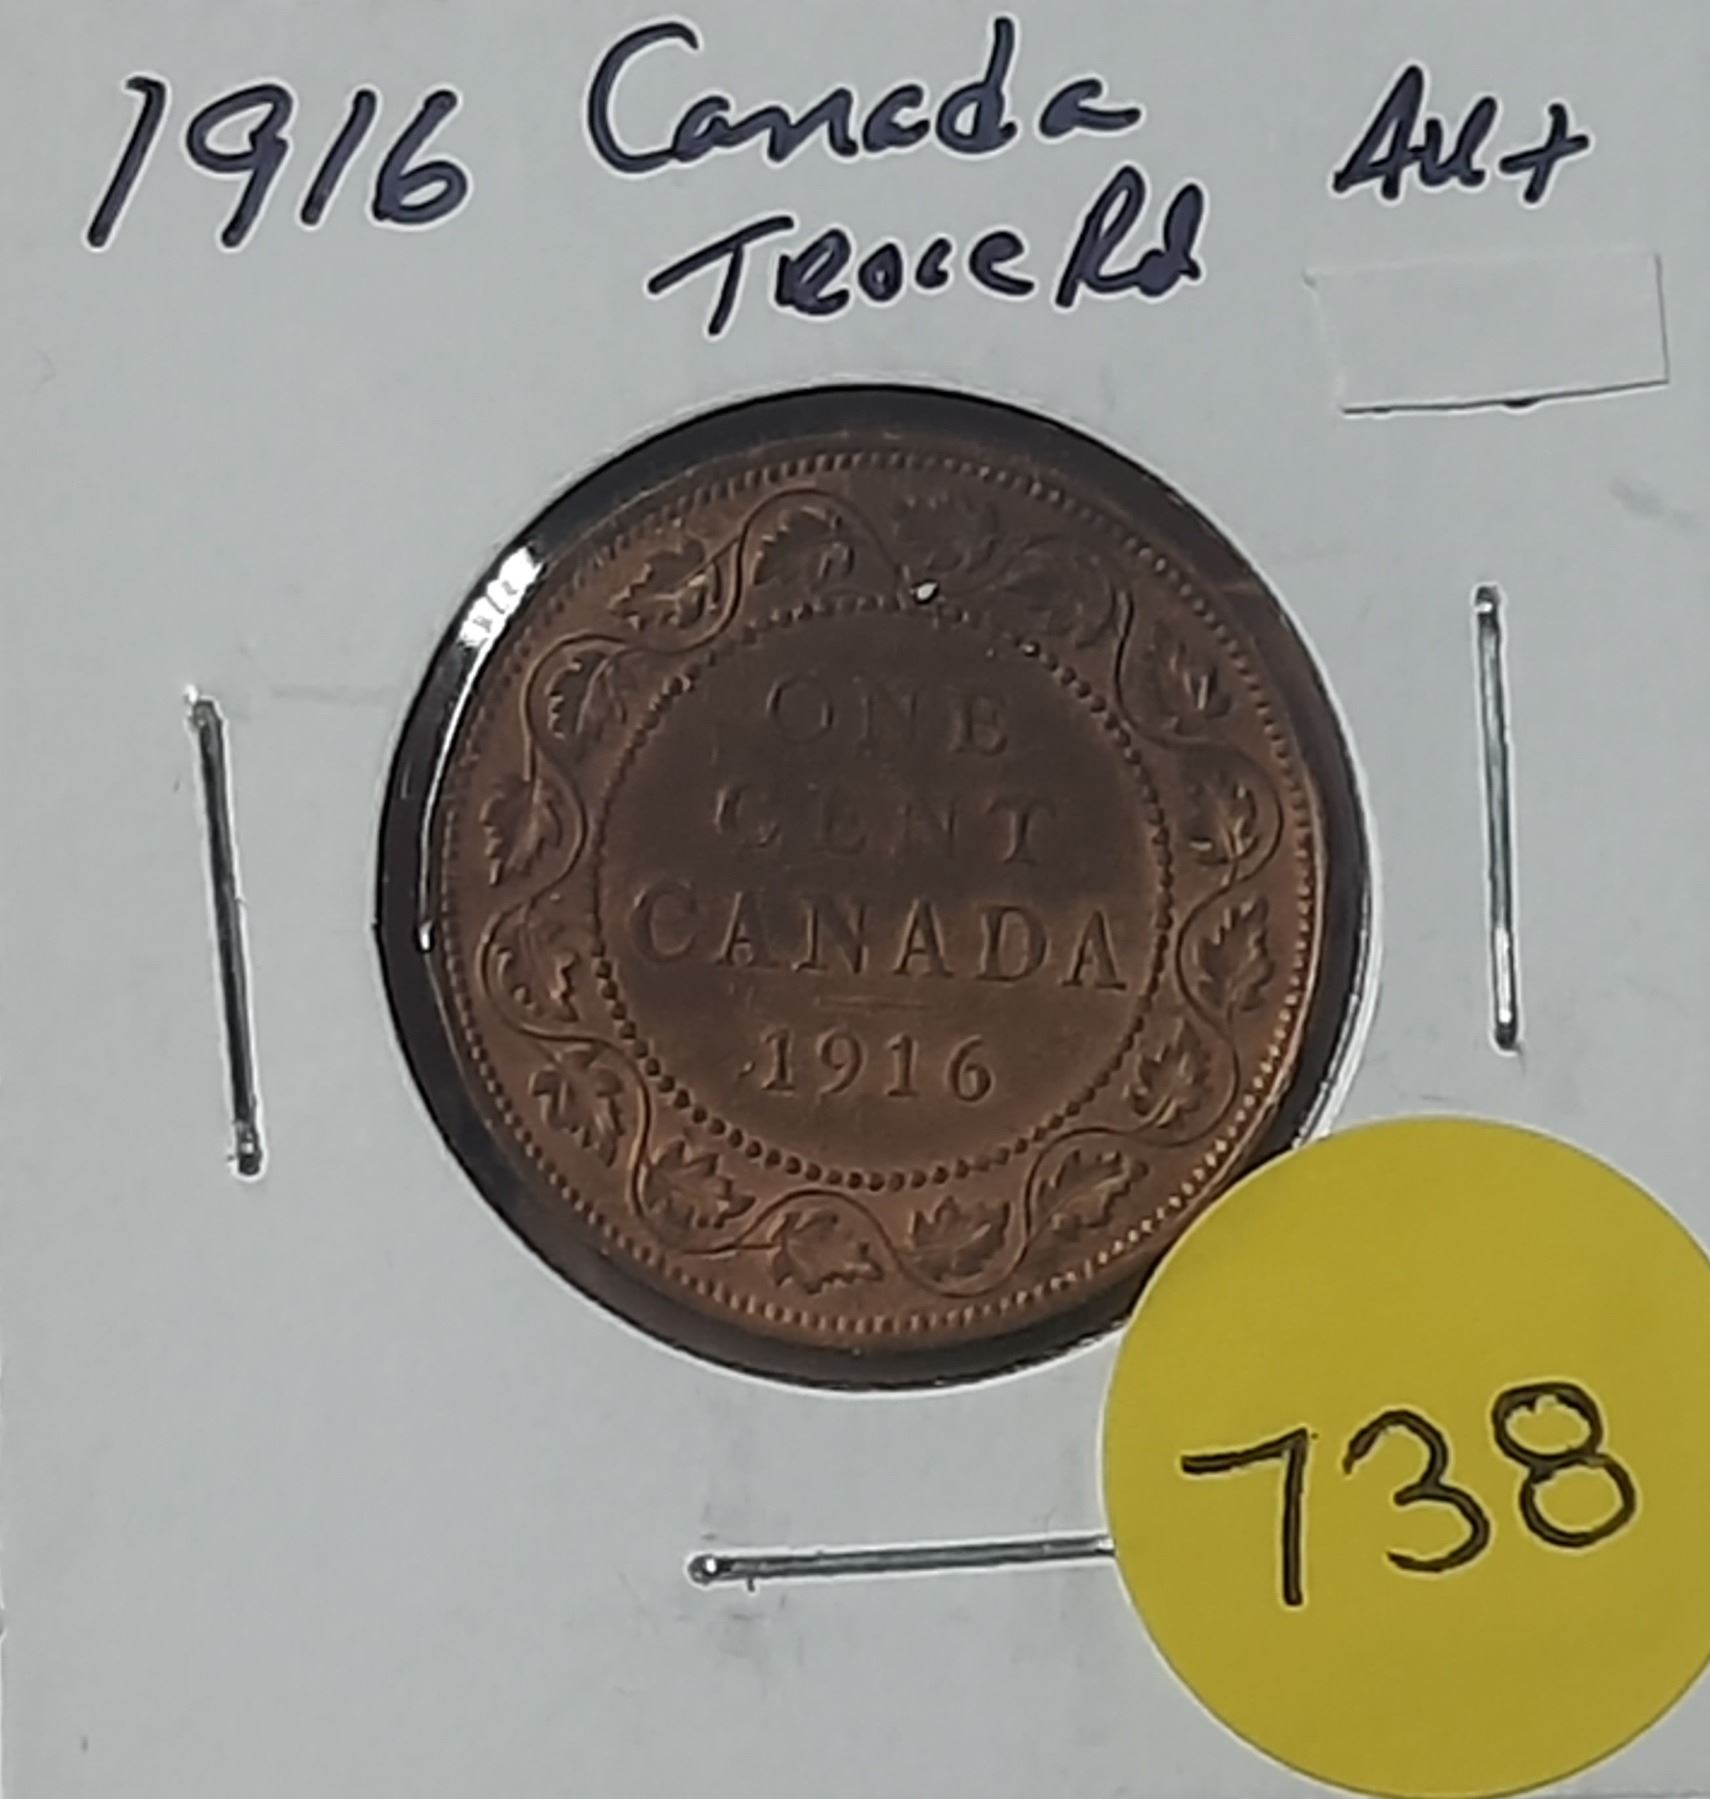 1916 Canada AU+
Trace Rd
ONE
CENT
CANADA
1916
738